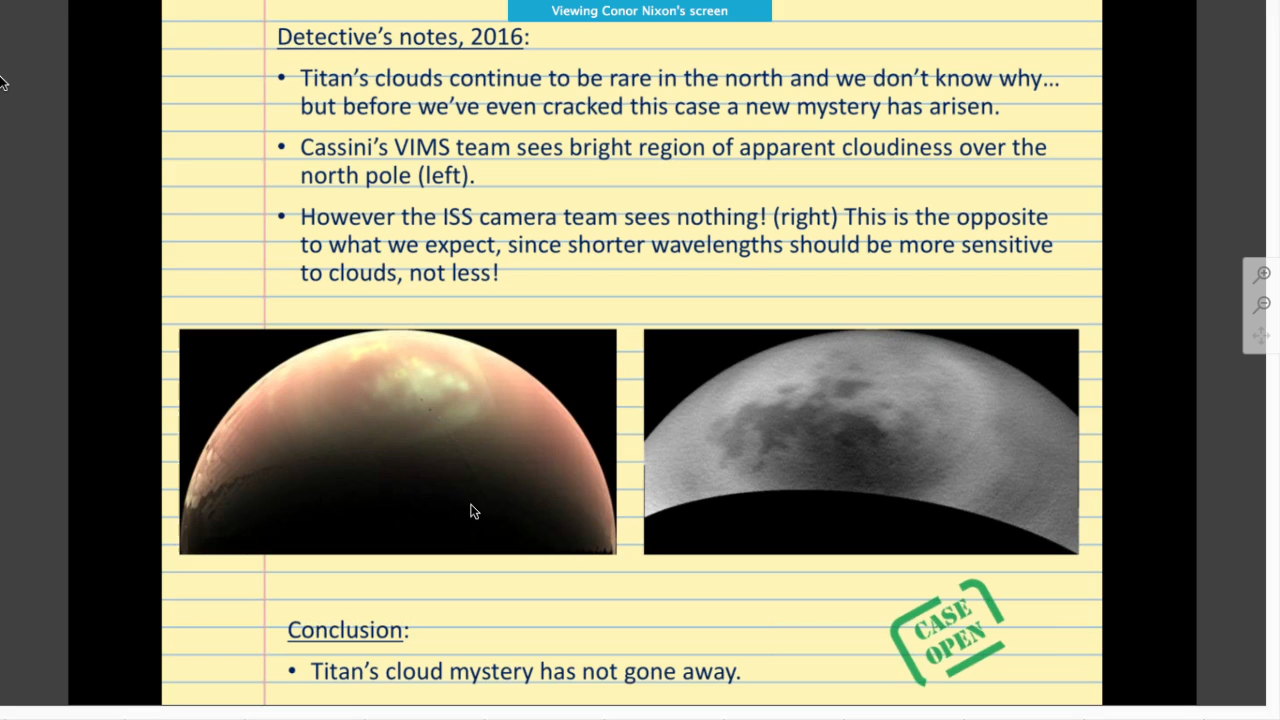 Viewing Conor Nixon's screen
Detective's notes, 2016:
• Titan's clouds continue to be rare in the north and we don't know why…
but before we've even cracked this case a new mystery has arisen.
• Cassini's VIMS team sees bright region of apparent cloudiness over the
north pole (left).
• However the ISS camera team sees nothing! (right) This is the opposite
to what we expect, since shorter wavelengths should be more sensitive
to clouds, not less!
CASE
OPEN
Conclusion:
• Titan's cloud mystery has not gone away.